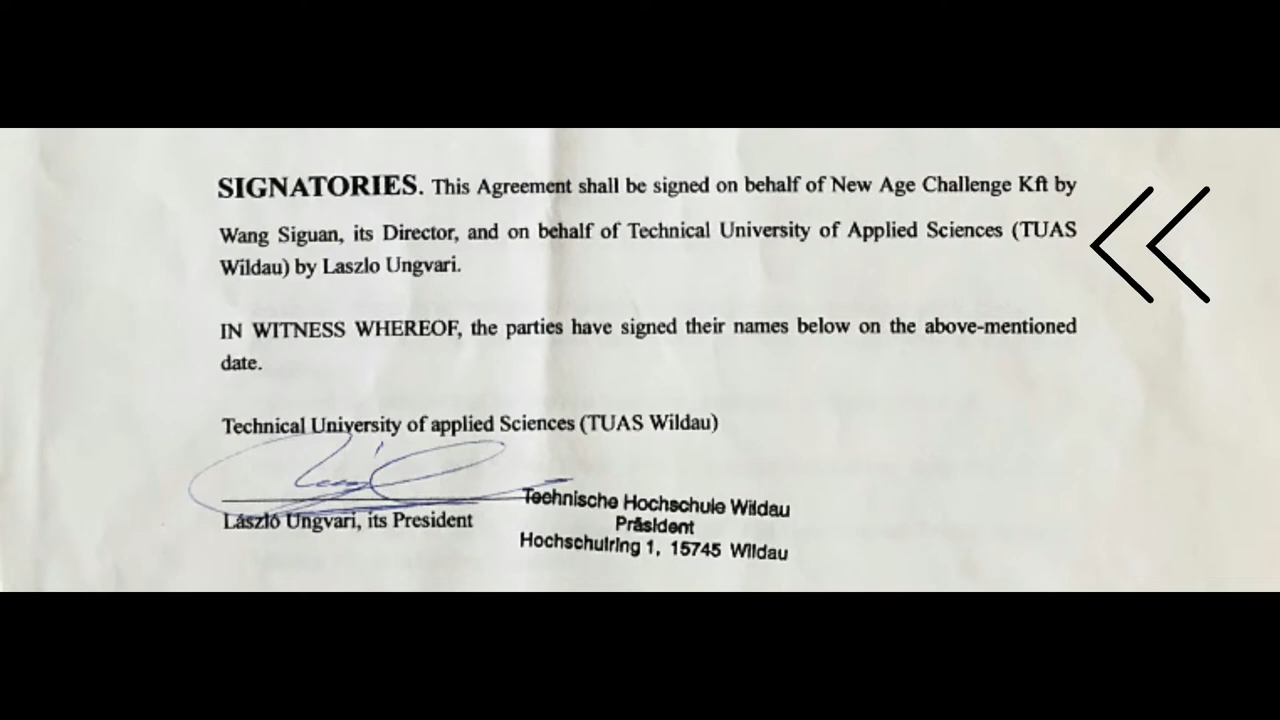 SIGNATORIES. This Agreement shall be signed on behalf of New Age Challenge Kft by
Wang Siguan, its Director, and on behalf of Technical University of Applied Sciences (TUAS
Wildau) by Laszlo Ungvari.
IN WITNESS WHEREOF, the parties have signed their names below on the above-mentioned
date.
Technical University of applied Sciences (TUAS Wildau)
László Ungvári, its President
Technische Hochschule Wildau
Präsident
Hochschulring 1, 15745 Wildau